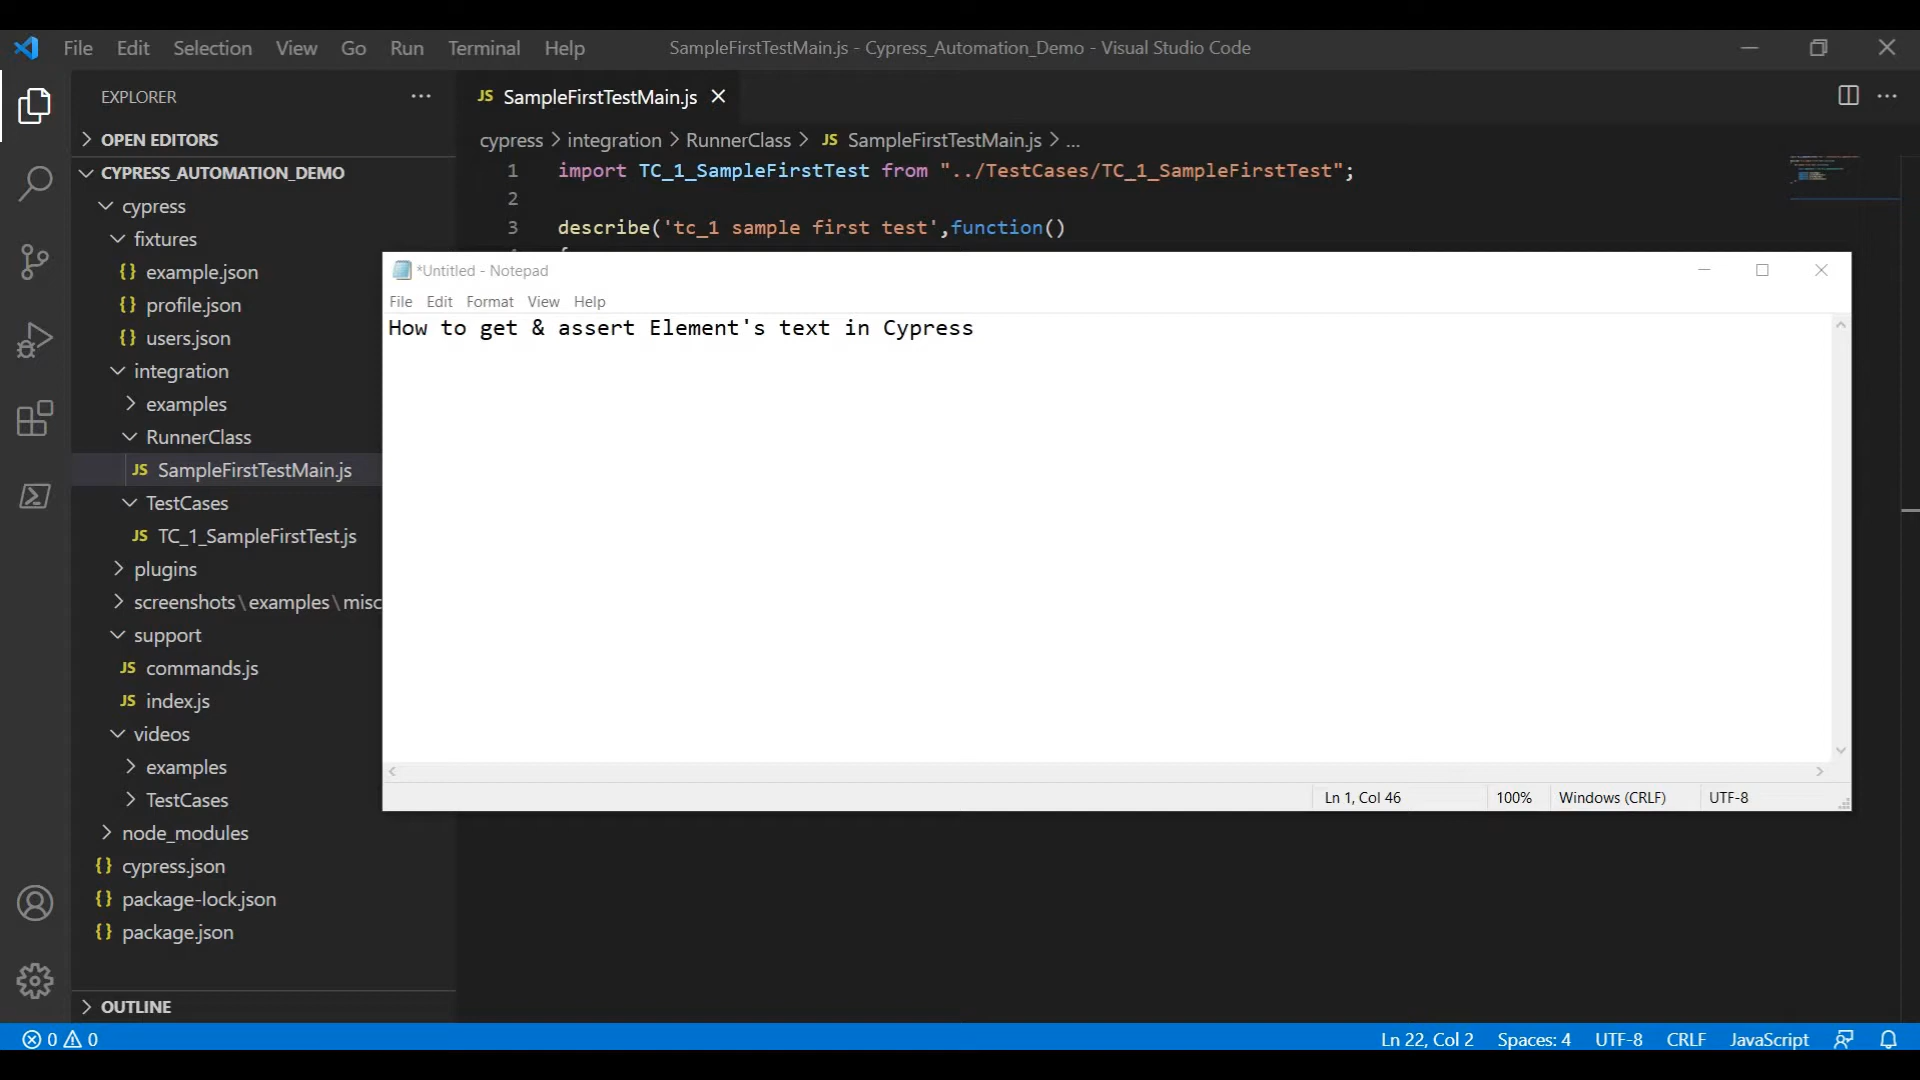 File Edit Selection View Go Run Terminal Help
SampleFirstTestMain.js - Cypress_Automation_Demo - Visual Studio Code
EXPLORER
OPEN EDITORS
CYPRESS_AUTOMATION_DEMO
cypress
fixtures
{} example.json
{} profile.json
{} users.json
integration
examples
RunnerClass
JS SampleFirstTestMain.js
TestCases
JS TC_1_SampleFirstTest.js
plugins
screenshots\examples\misc
support
JS commands.js
JS index.js
videos
examples
TestCases
node_modules
{} cypress.json
{} package-lock.json
{} package.json
OUTLINE
JS SampleFirstTestMain.js
cypress > integration > RunnerClass > JS SampleFirstTestMain.js > ...
1 import TC_1_SampleFirstTest from "../TestCases/TC_1_SampleFirstTest";
2
3 describe('tc_1 sample first test',function()
*Untitled - Notepad
File Edit Format View Help
How to get & assert Element's text in Cypress
Ln 1, Col 46 100% Windows (CRLF) UTF-8
0 0 Ln 22, Col 2 Spaces: 4 UTF-8 CRLF JavaScript